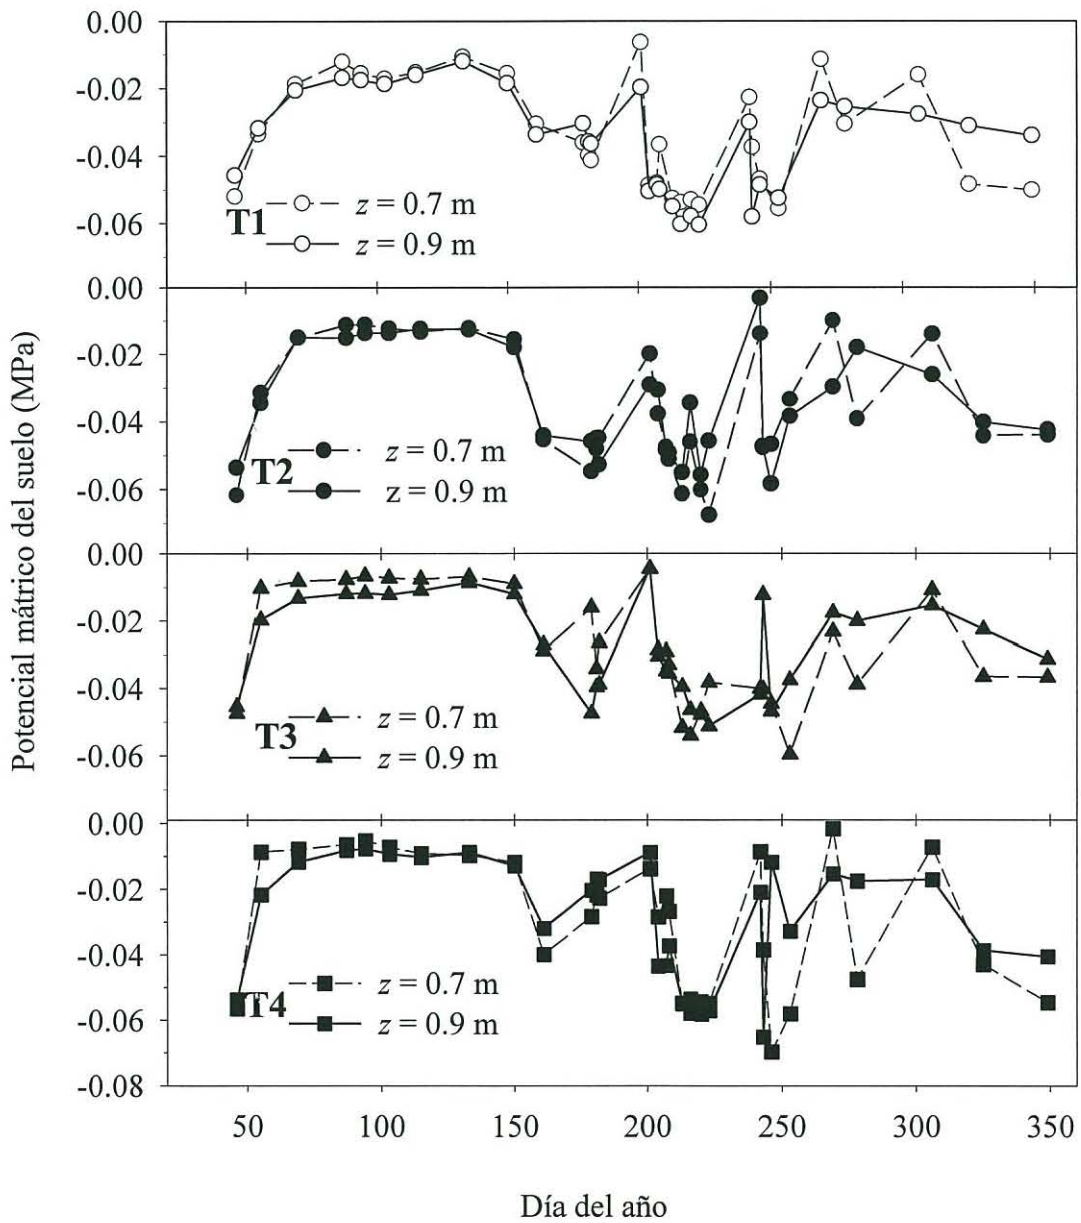 Potencial mátrico del suelo (MPa)
0.00
-0.02
-0.04
-0.06
T1
z = 0.7 m
z = 0.9 m
0.00
-0.02
-0.04
-0.06
T2
z = 0.7 m
z = 0.9 m
0.00
-0.02
-0.04
-0.06
T3
z = 0.7 m
z = 0.9 m
0.00
-0.02
-0.04
-0.06
-0.08
T4
z = 0.7 m
z = 0.9 m
50 100 150 200 250 300 350
Día del año